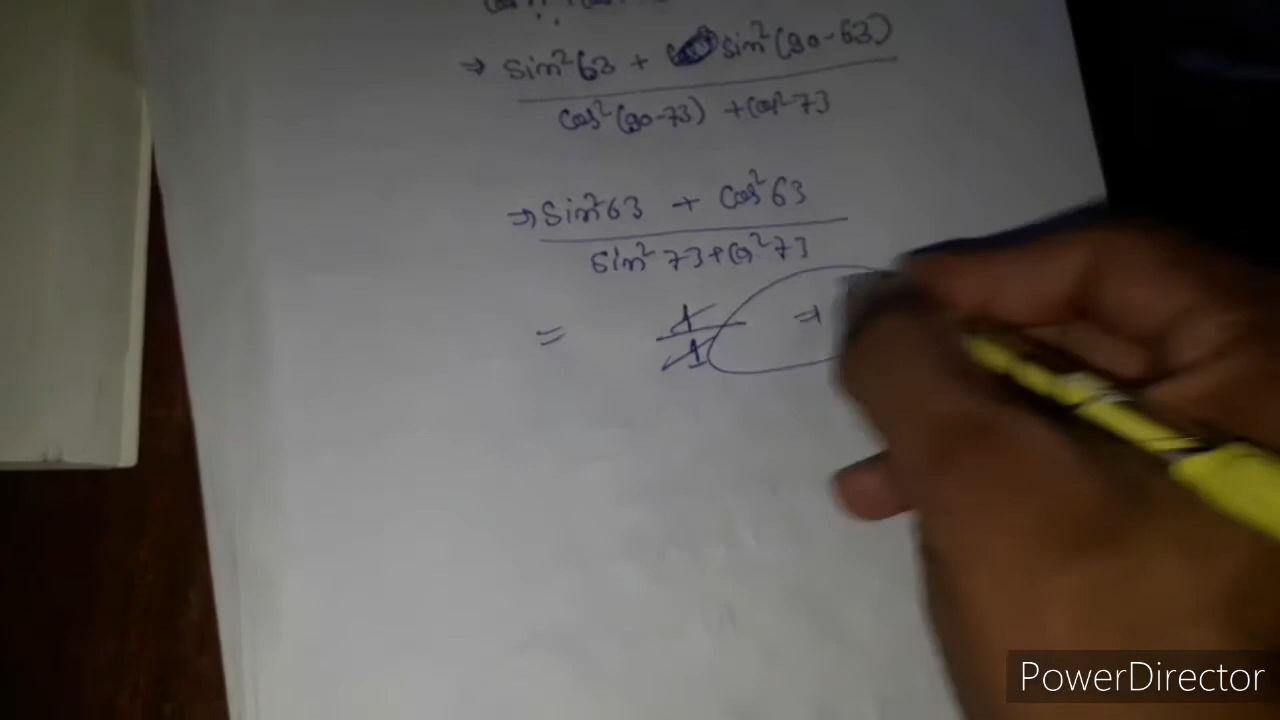 ⇒ sin²63 + sin²(90-63)
cos²(90-73) + cos²73
⇒ sin²63 + cos²63
sin²73+cos²73
= 1
1 ⇒
PowerDirector